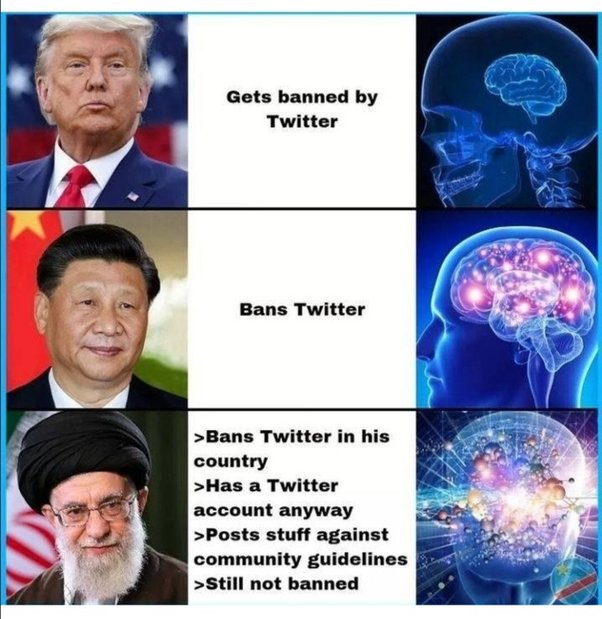 Gets banned by
Twitter
Bans Twitter
>Bans Twitter in his
country
>Has a Twitter
account anyway
>Posts stuff against
community guidelines
>Still not banned